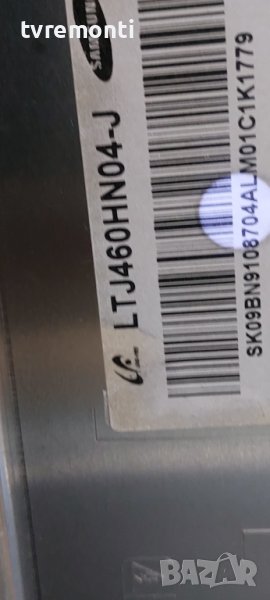 tvremonti
SAMSUNG
LTJ460HN04-J
SK09BN9108704ALM01C1K1779
BAZAR